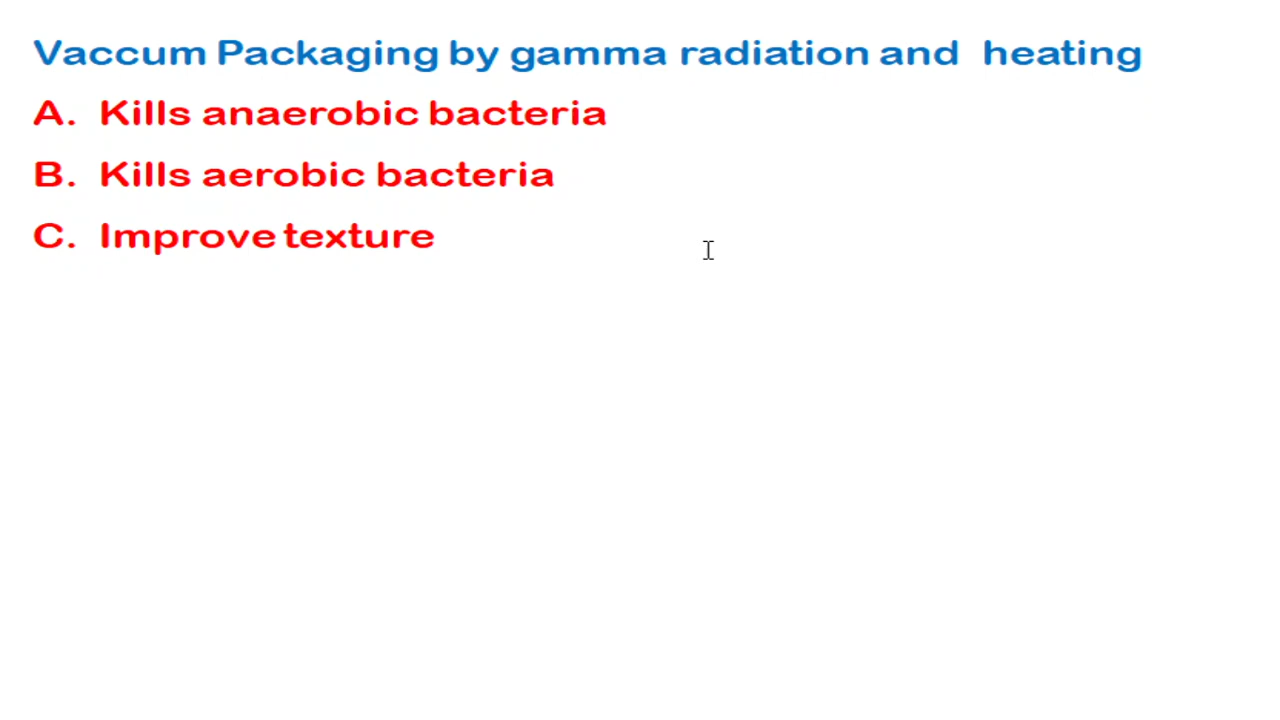 Vaccum Packaging by gamma radiation and heating
A. Kills anaerobic bacteria
B. Kills aerobic bacteria
C. Improve texture